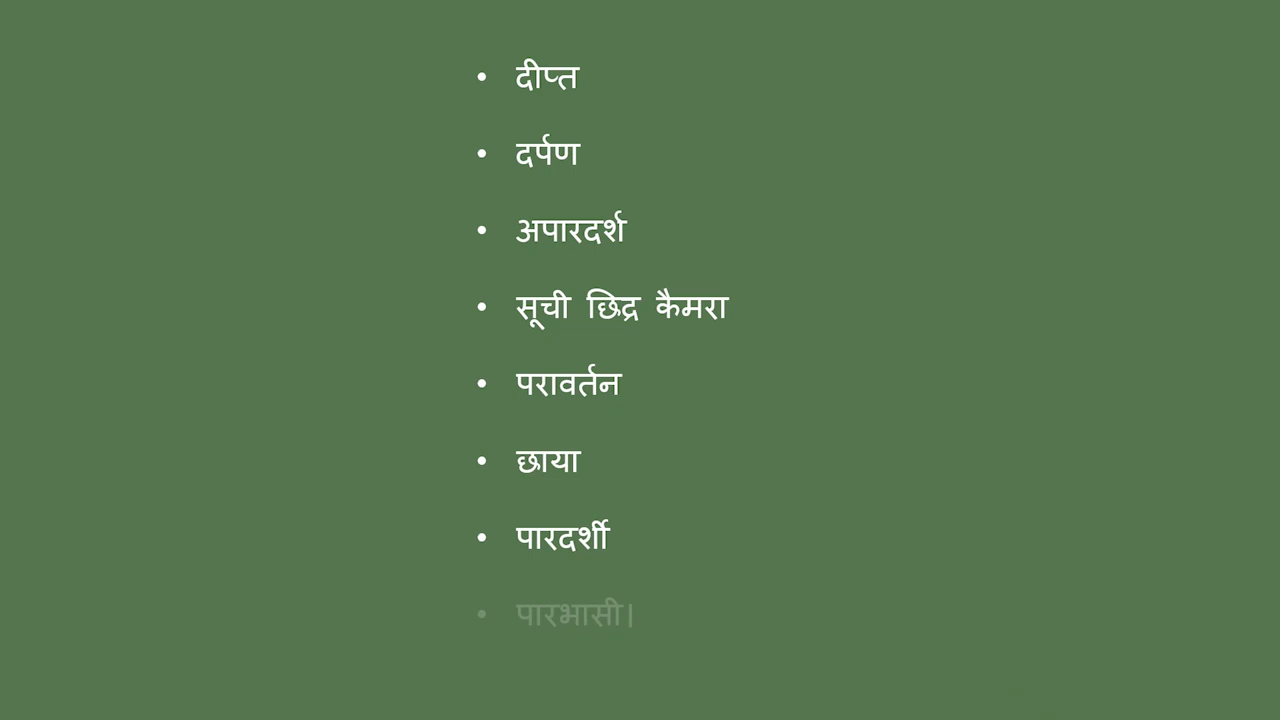 • दीप्त
• दर्पण
• अपारदर्श
• सूची छिद्र कैमरा
• परावर्तन
• छाया
• पारदर्शी
• पारभासी|